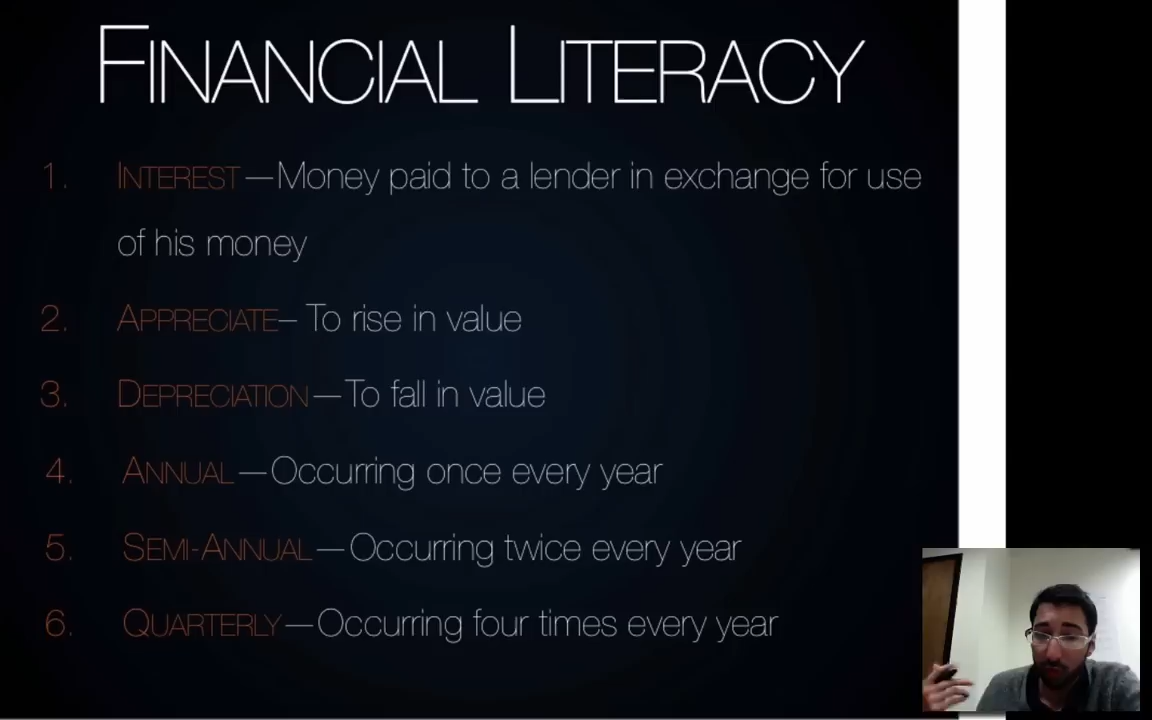 FINANCIAL LITERACY
1. INTEREST —Money paid to a lender in exchange for use
of his money
2. APPRECIATE– To rise in value
3. DEPRECIATION —To fall in value
4. ANNUAL —Occurring once every year
5. SEMI-ANNUAL — Occurring twice every year
6. QUARTERLY—Occurring four times every year